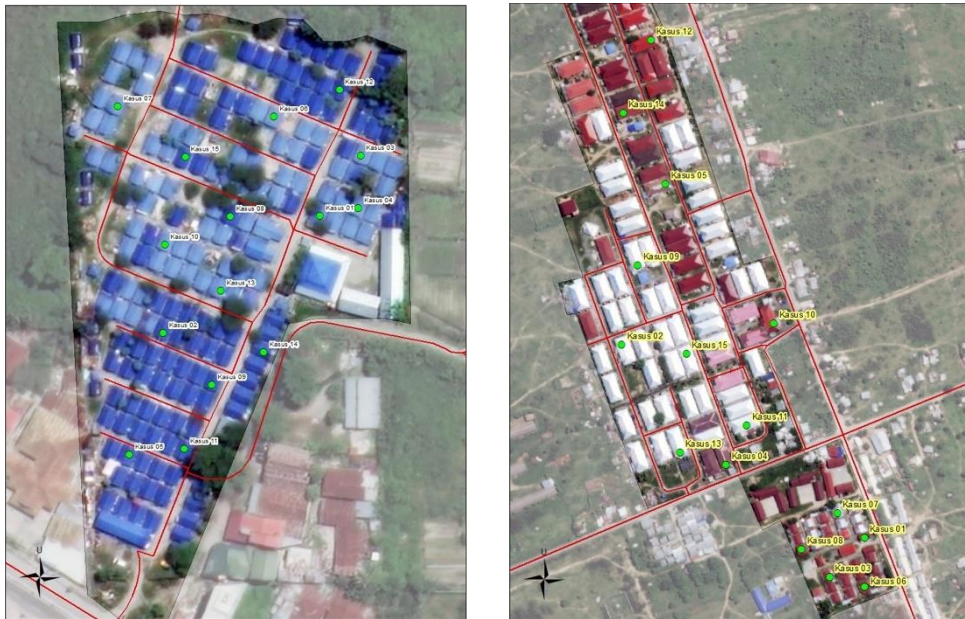 Kasus 12
Kasus 07
Kasus 06
Kasus 03
Kasus 15
Kasus 04
Kasus 01
Kasus 08
Kasus 10
Kasus 13
Kasus 02
Kasus 14
Kasus 09
Kasus 11
Kasus 05
U
Kasus 12
Kasus 14
Kasus 05
Kasus 09
Kasus 10
Kasus 02
Kasus 15
Kasus 11
Kasus 13
Kasus 04
Kasus 07
Kasus 01
Kasus 08
Kasus 03
Kasus 06
U